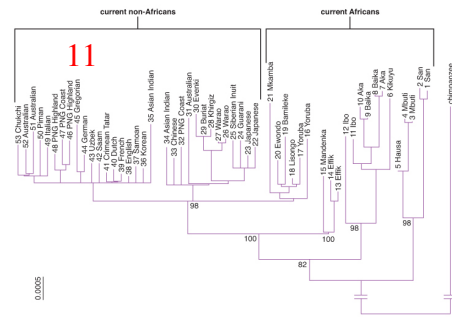 current non-Africans
current Africans
11
53 Chukchi
52 Australian
51 Australian
50 Piman
49 Italian
48 PNG Highland
47 PNG Coast
46 PNG Highland
45 Georgian
44 German
43 Uzbek
42 Saam
41 Crimean Tatar
40 Dutch
39 French
38 English
37 Samoan
36 Korean
35 Asian Indian
34 Asian Indian
33 Chinese
32 PNG Coast
31 Australian
30 Evenki
29 Buriat
28 Khirgiz
27 Warao
26 Warao
25 Siberian Inuit
24 Guarani
23 Japanese
22 Japanese
21 Mkamba
20 Ewondo
19 Bamileke
18 Lisongo
17 Yoruba
16 Yoruba
15 Mandenka
14 Effik
13 Effik
12 Ibo
11 Ibo
10 Aka
9 Biaka
8 Biaka
7 Aka
6 Kikuyu
5 Hausa
4 Mbuti
3 Mbuti
2 San
1 San
chimpanzee
98
100
100
98
98
82
0.0005